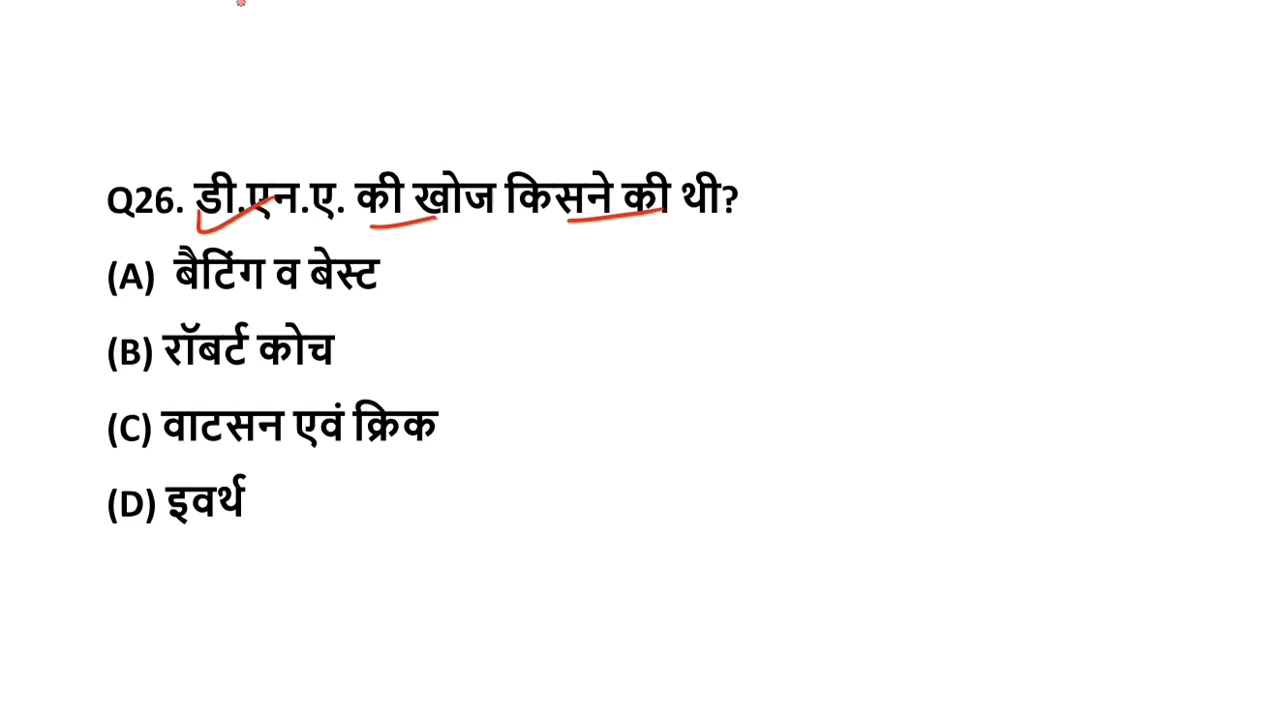 Q26. डी.एन.ए. की खोज किसने की थी?
(A) बैटिंग व बेस्ट
(B) रॉबर्ट कोच
(C) वाटसन एवं क्रिक
(D) इवर्थ